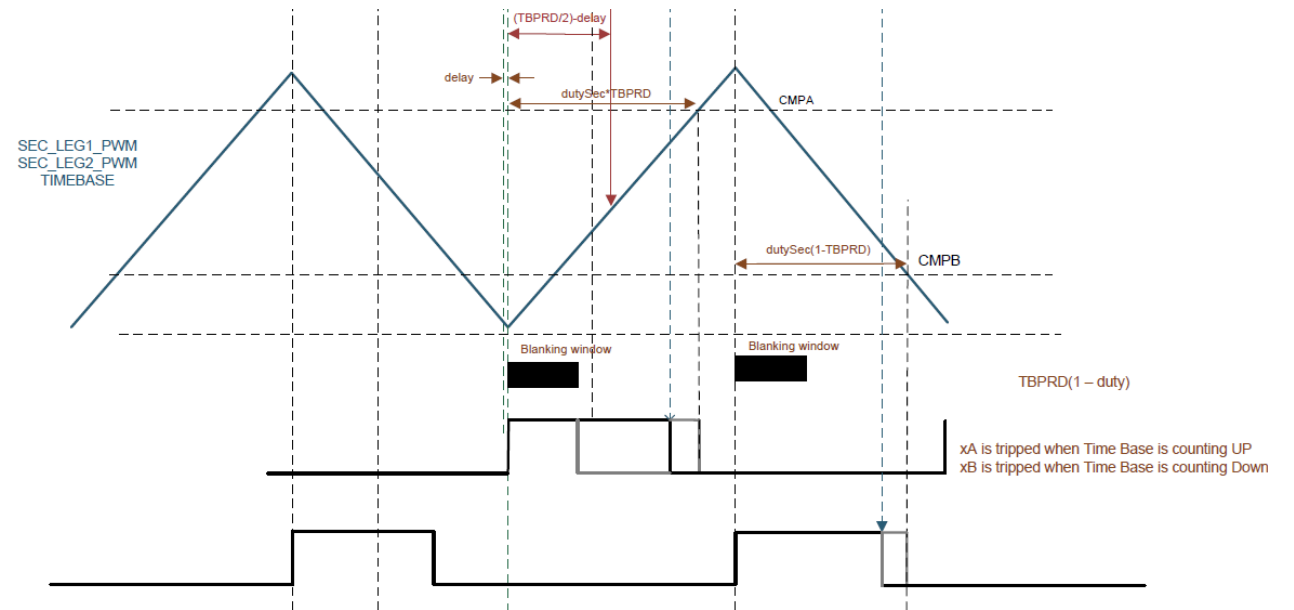 (TBPRD/2)-delay
delay
dutySec*TBPRD
CMPA
SEC_LEG1_PWM
SEC_LEG2_PWM
TIMEBASE
dutySec(1-TBPRD)
CMPB
Blanking window
Blanking window
TBPRD(1 – duty)
xA is tripped when Time Base is counting UP
xB is tripped when Time Base is counting Down